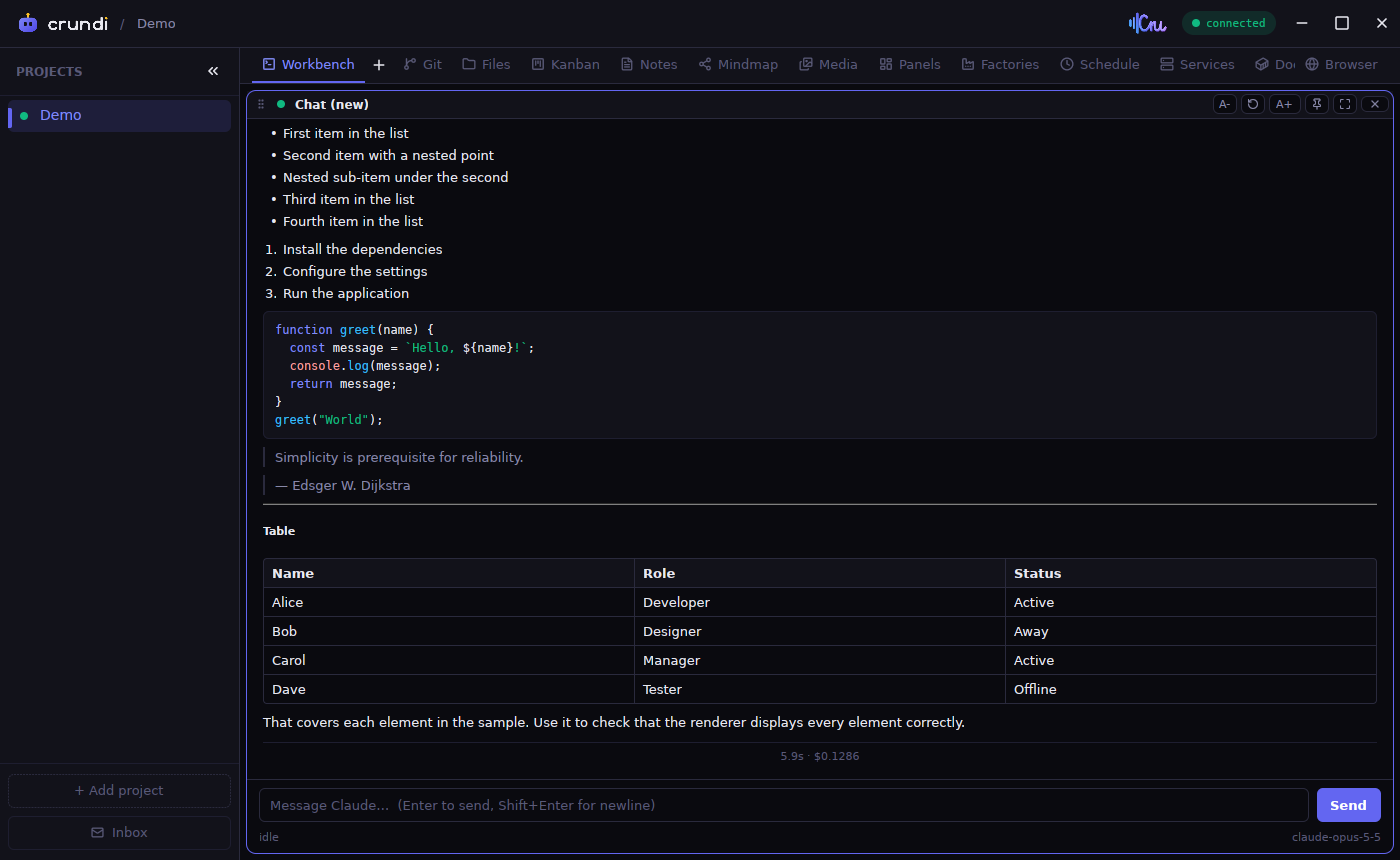 crundi / Demo
Cru
connected
PROJECTS
Demo
+ Add project
Inbox
Workbench + Git Files Kanban Notes Mindmap Media Panels Factories Schedule Services Do Browser
Chat (new)
A- A+
• First item in the list
• Second item with a nested point
• Nested sub-item under the second
• Third item in the list
• Fourth item in the list
1. Install the dependencies
2. Configure the settings
3. Run the application
function greet(name) {
  const message = `Hello, ${name}!`;
  console.log(message);
  return message;
}
greet("World");
Simplicity is prerequisite for reliability.
— Edsger W. Dijkstra
Table
Name Role Status
Alice Developer Active
Bob Designer Away
Carol Manager Active
Dave Tester Offline
That covers each element in the sample. Use it to check that the renderer displays every element correctly.
5.9s · $0.1286
Message Claude... (Enter to send, Shift+Enter for newline)
Send
idle
claude-opus-5-5